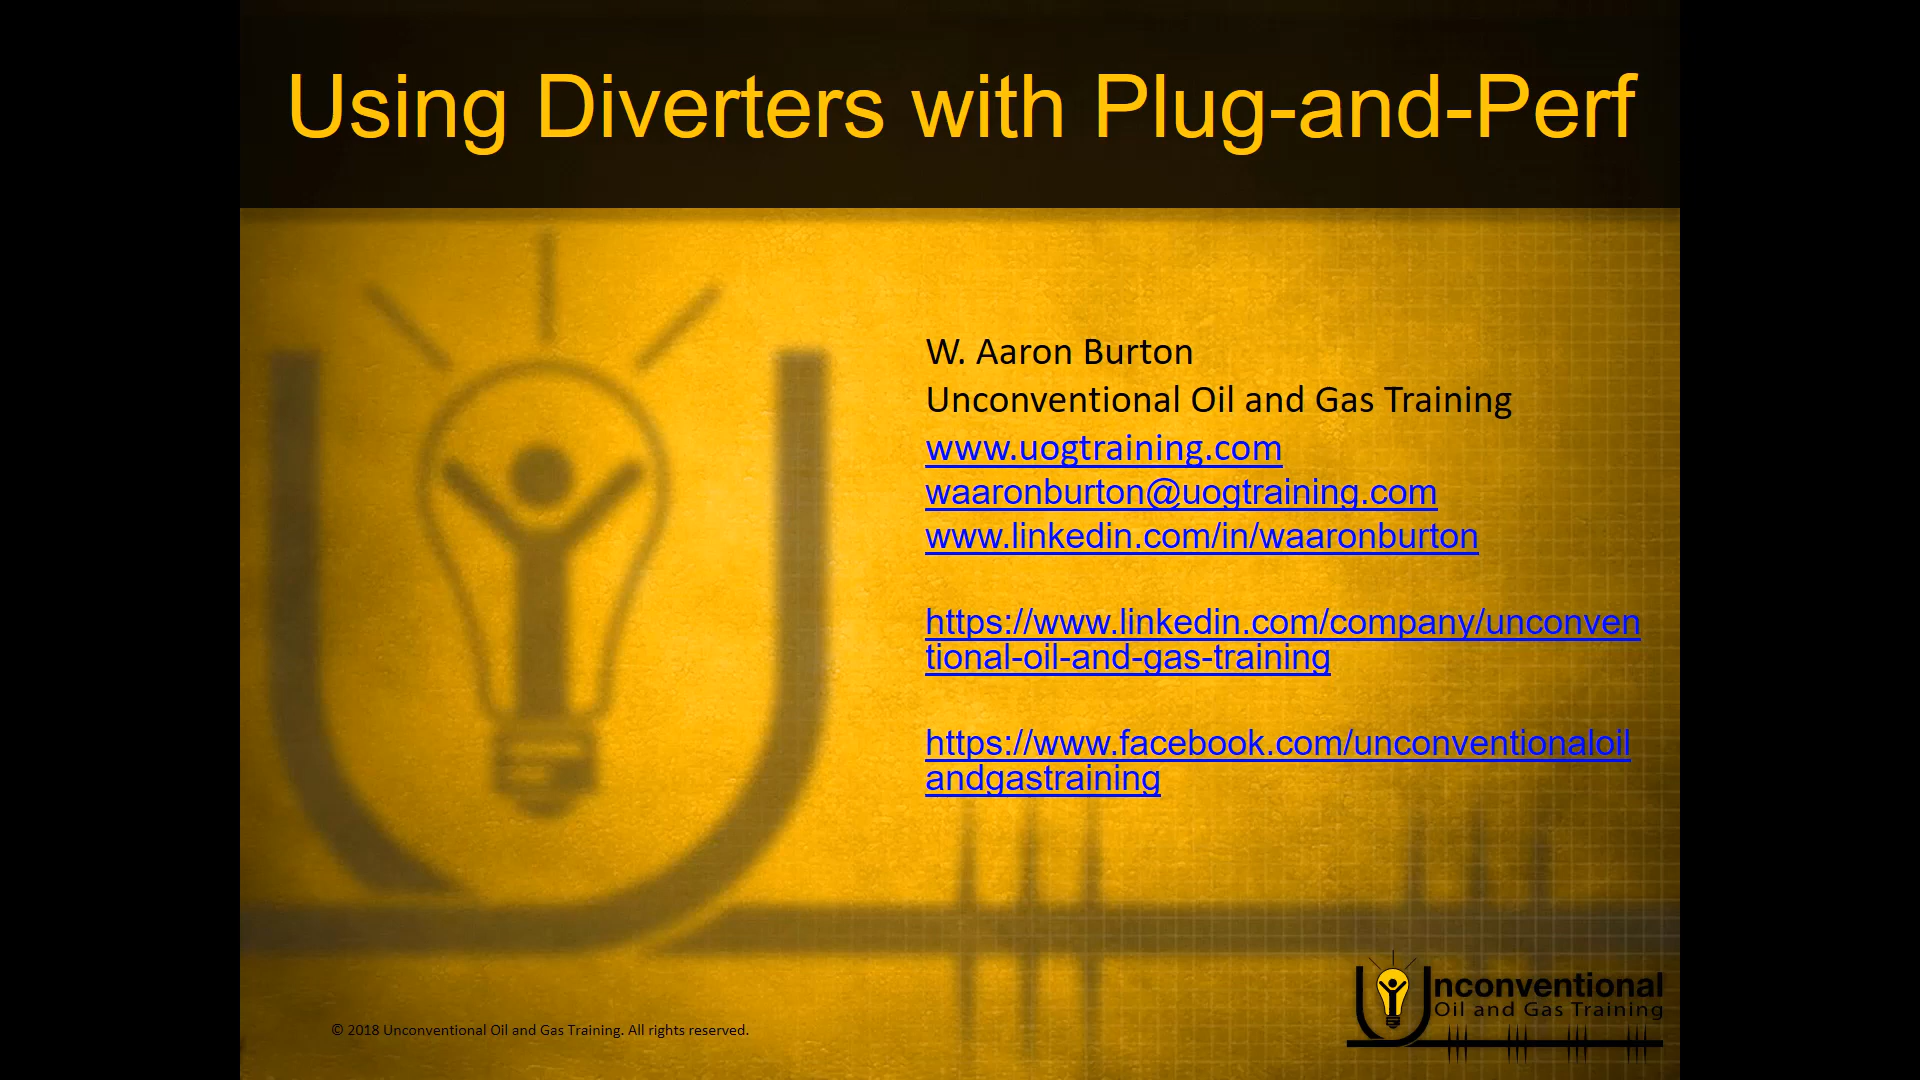 Using Diverters with Plug-and-Perf
W. Aaron Burton
Unconventional Oil and Gas Training
www.uogtraining.com
waaronburton@uogtraining.com
www.linkedin.com/in/waaronburton
https://www.linkedin.com/company/unconven
tional-oil-and-gas-training
https://www.facebook.com/unconventionaloil
andgastraining
© 2018 Unconventional Oil and Gas Training. All rights reserved.
Unconventional
Oil and Gas Training